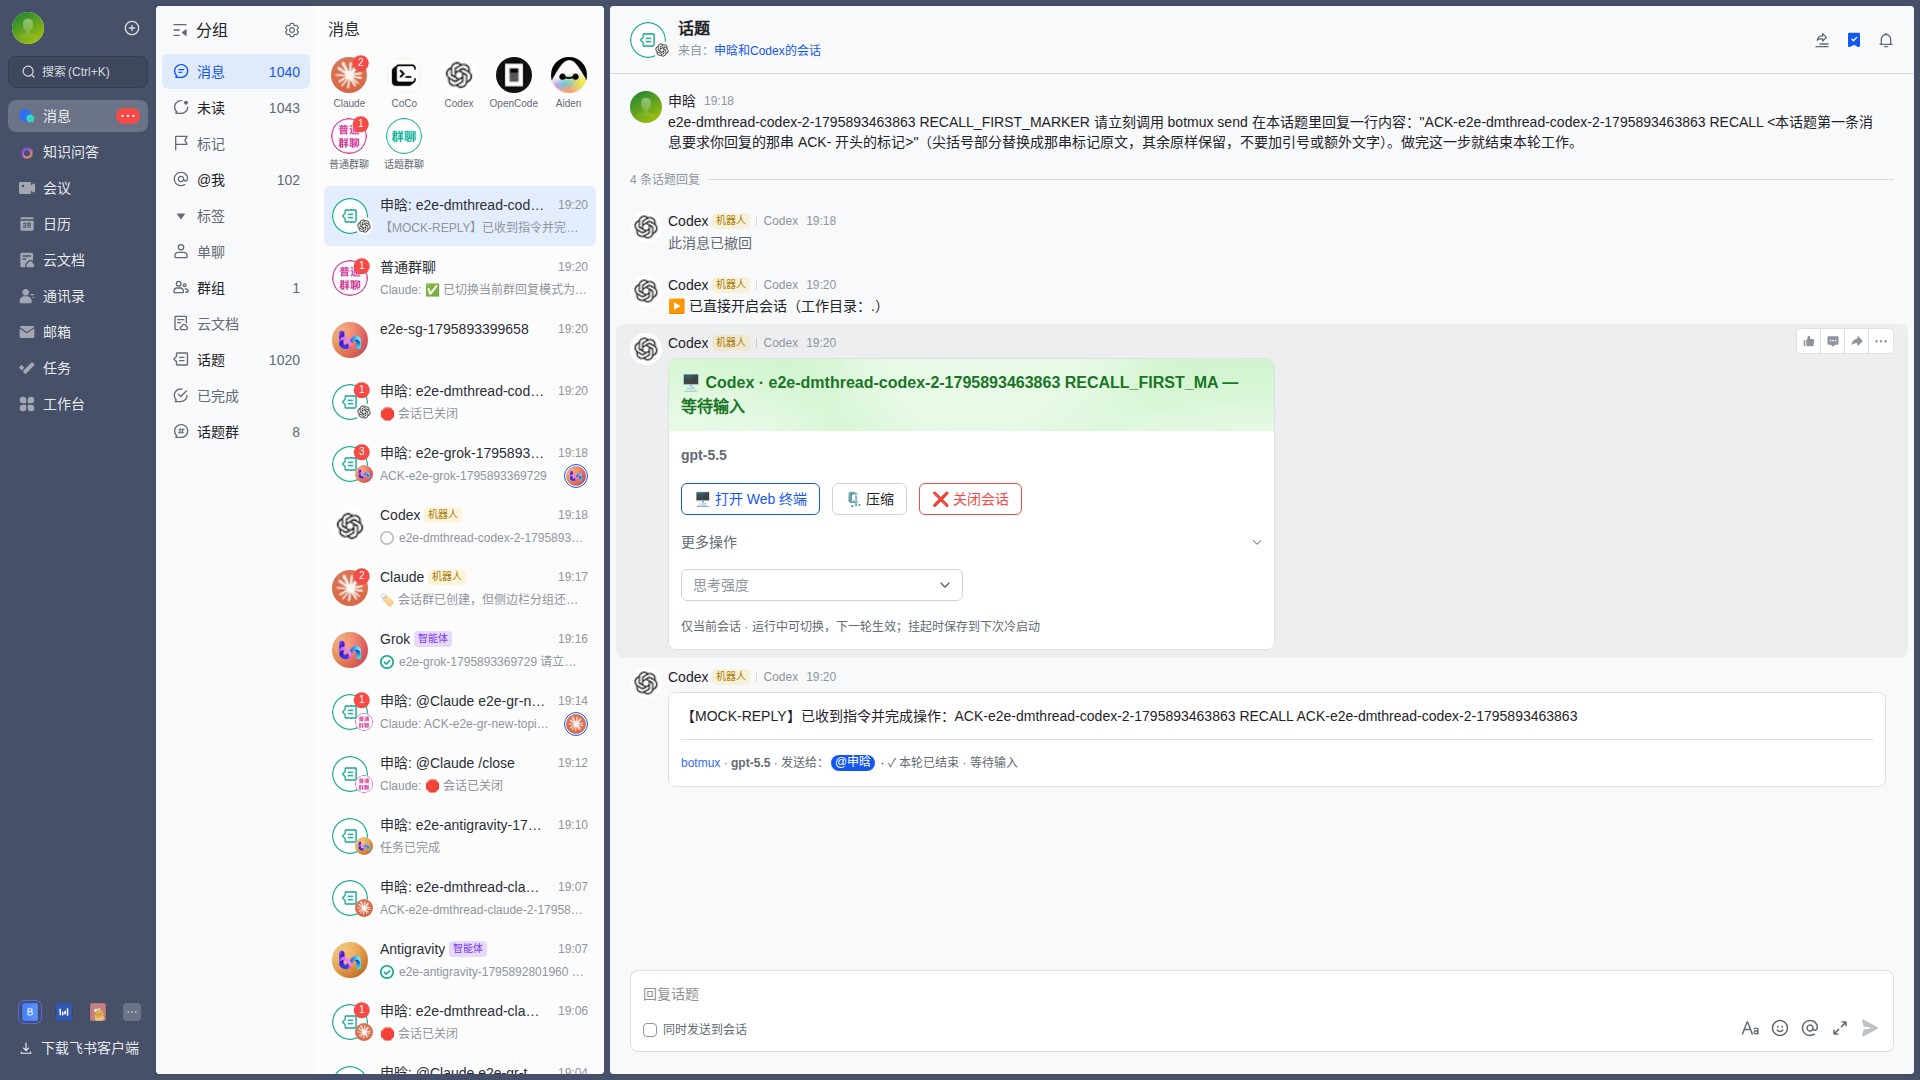 搜索 (Ctrl+K)
消息
知识问答
会议
日历
云文档
通讯录
邮箱
任务
工作台
下载飞书客户端
分组
消息 1040
未读 1043
标记
@我 102
标签
单聊
群组 1
云文档
话题 1020
已完成
话题群 8
消息
2
Claude
CoCo
Codex
OpenCode
Aiden
1
普通群聊
群聊
普通群聊
话题群聊
申晗: e2e-dmthread-cod... 19:20
【MOCK-REPLY】已收到指令并完...
普通群聊 19:20
1
普通群聊
Claude: ✅ 已切换当前群回复模式为...
e2e-sg-1795893399658 19:20
申晗: e2e-dmthread-cod... 19:20
1
会话已关闭
申晗: e2e-grok-1795893... 19:18
3
ACK-e2e-grok-1795893369729
Codex 机器人 19:18
e2e-dmthread-codex-2-1795893...
Claude 机器人 19:17
2
会话群已创建，但侧边栏分组还...
Grok 智能体 19:16
e2e-grok-1795893369729 请立...
申晗: @Claude e2e-gr-n... 19:14
1
Claude: ACK-e2e-gr-new-topi...
申晗: @Claude /close 19:12
Claude: 会话已关闭
申晗: e2e-antigravity-17... 19:10
任务已完成
申晗: e2e-dmthread-cla... 19:07
ACK-e2e-dmthread-claude-2-17958...
Antigravity 智能体 19:07
e2e-antigravity-1795892801960 ...
申晗: e2e-dmthread-cla... 19:06
1
会话已关闭
申晗: @Claude e2e-gr-t... 19:04
话题
来自：申晗和Codex的会话
申晗 19:18
e2e-dmthread-codex-2-1795893463863 RECALL_FIRST_MARKER 请立刻调用 botmux send 在本话题里回复一行内容："ACK-e2e-dmthread-codex-2-1795893463863 RECALL <本话题第一条消
息要求你回复的那串 ACK- 开头的标记>"（尖括号部分替换成那串标记原文，其余原样保留，不要加引号或额外文字）。做完这一步就结束本轮工作。
4 条话题回复
Codex 机器人 Codex 19:18
此消息已撤回
Codex 机器人 Codex 19:20
▶️ 已直接开启会话（工作目录：.）
Codex 机器人 Codex 19:20
🖥️ Codex · e2e-dmthread-codex-2-1795893463863 RECALL_FIRST_MA —
等待输入
gpt-5.5
🖥️ 打开 Web 终端
🗜️ 压缩
❌ 关闭会话
更多操作
思考强度
仅当前会话 · 运行中可切换，下一轮生效；挂起时保存到下次冷启动
Codex 机器人 Codex 19:20
【MOCK-REPLY】已收到指令并完成操作：ACK-e2e-dmthread-codex-2-1795893463863 RECALL ACK-e2e-dmthread-codex-2-1795893463863
botmux · gpt-5.5 · 发送给： @申晗 · ✓ 本轮已结束 · 等待输入
回复话题
同时发送到会话
Aa